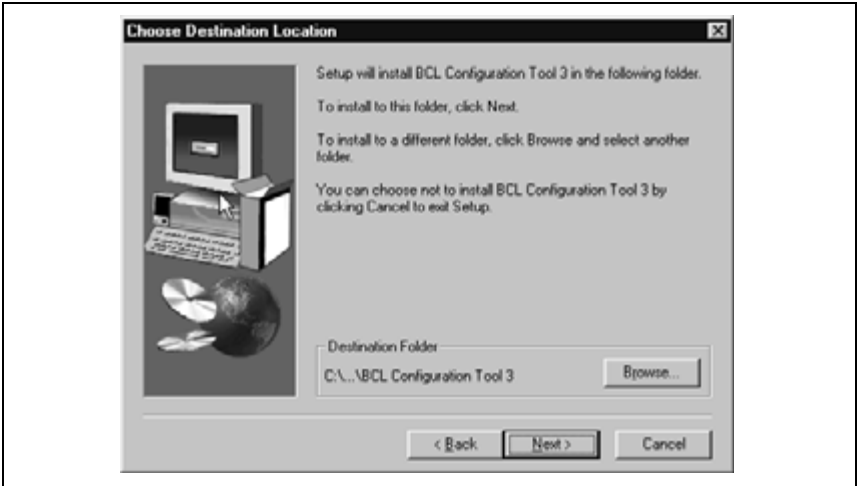 Choose Destination Location
Setup will install BCL Configuration Tool 3 in the following folder.
To install to this folder, click Next.
To install to a different folder, click Browse and select another
folder.
You can choose not to install BCL Configuration Tool 3 by
clicking Cancel to exit Setup.
Destination Folder
C:\...\BCL Configuration Tool 3
Browse...
< Back
Next >
Cancel